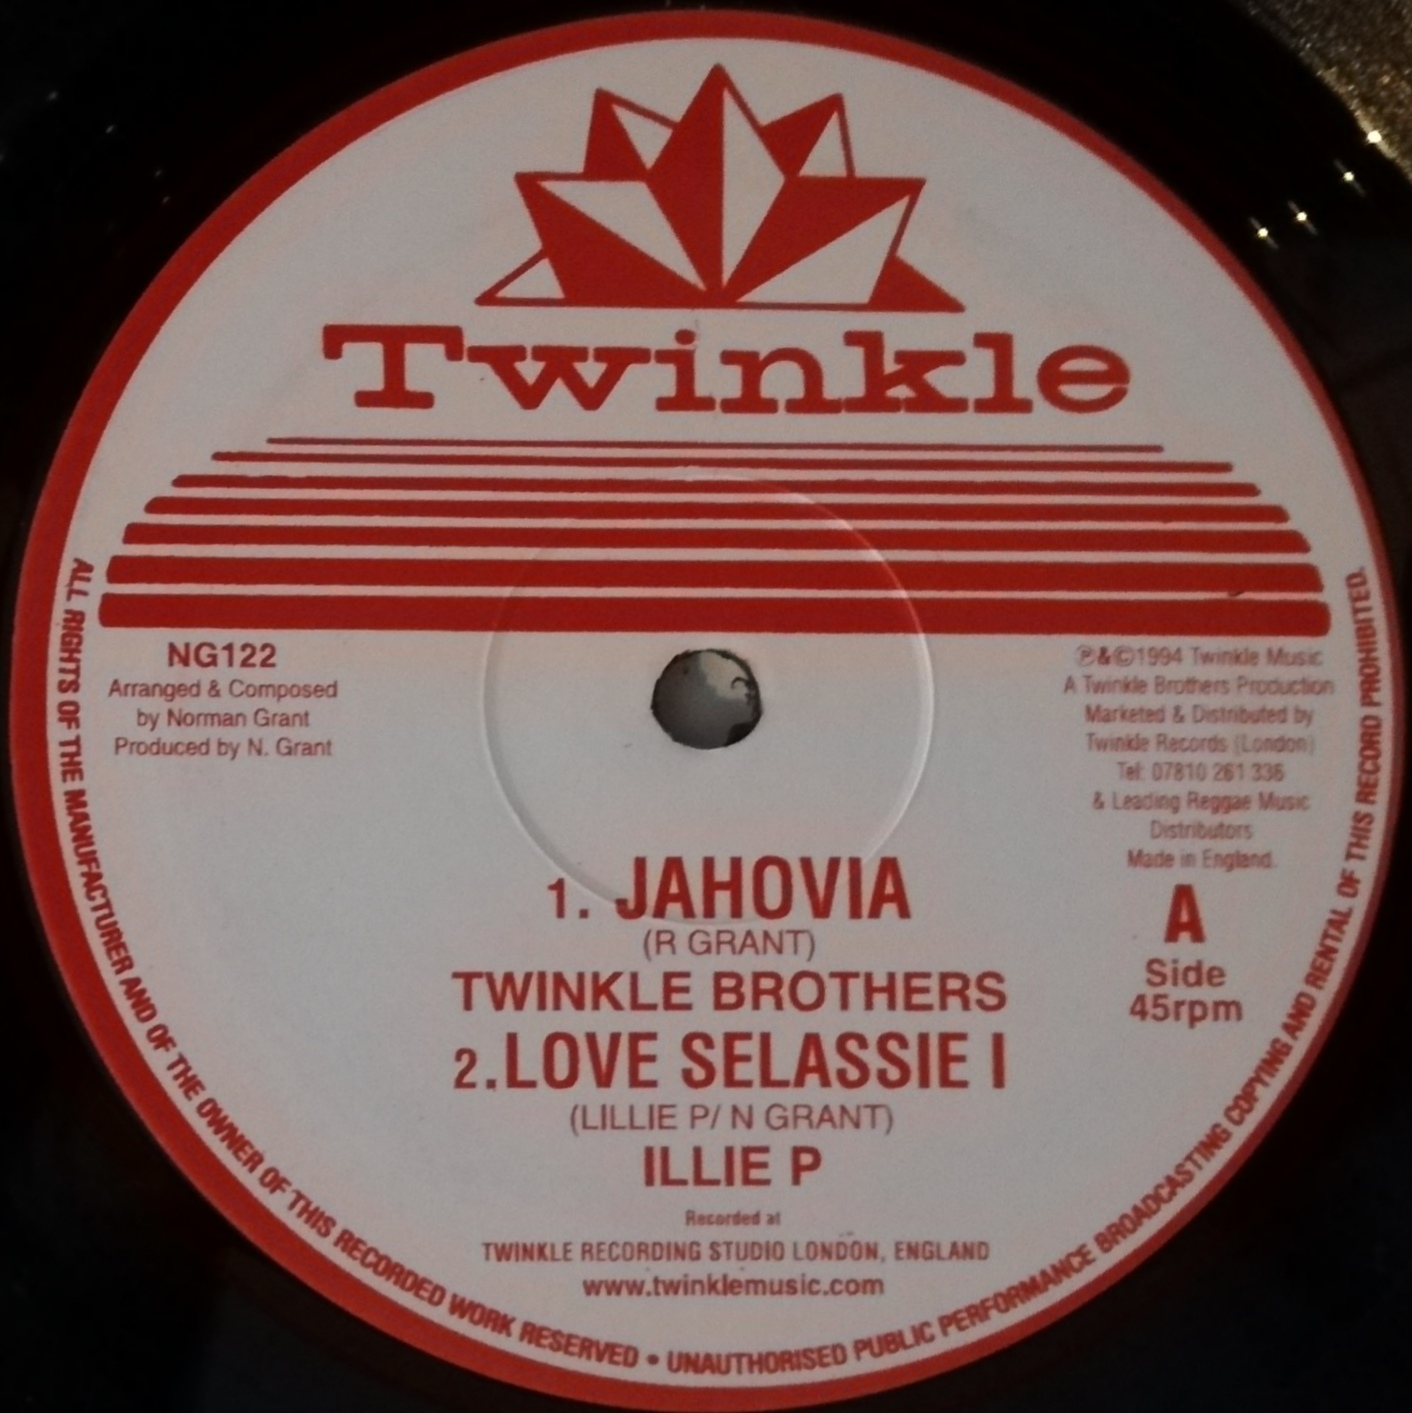 Twinkle
NG122
Arranged & Composed
by Norman Grant
Produced by N. Grant
℗&©1994 Twinkle Music
A Twinkle Brothers Production
Marketed & Distributed by
Twinkle Records (London)
Tel: 07810 261 336
& Leading Reggae Music
Distributors
Made in England.
A
Side
45rpm
1. JAHOVIA
(R GRANT)
TWINKLE BROTHERS
2.LOVE SELASSIE I
(LILLIE P/ N GRANT)
ILLIE P
Recorded at
TWINKLE RECORDING STUDIO LONDON, ENGLAND
www.twinklemusic.com
ALL RIGHTS OF THE MANUFACTURER AND OF THE OWNER OF THIS RECORDED WORK RESERVED • UNAUTHORISED PUBLIC PERFORMANCE BROADCASTING COPYING AND RENTAL OF THIS RECORD PROHIBITED.